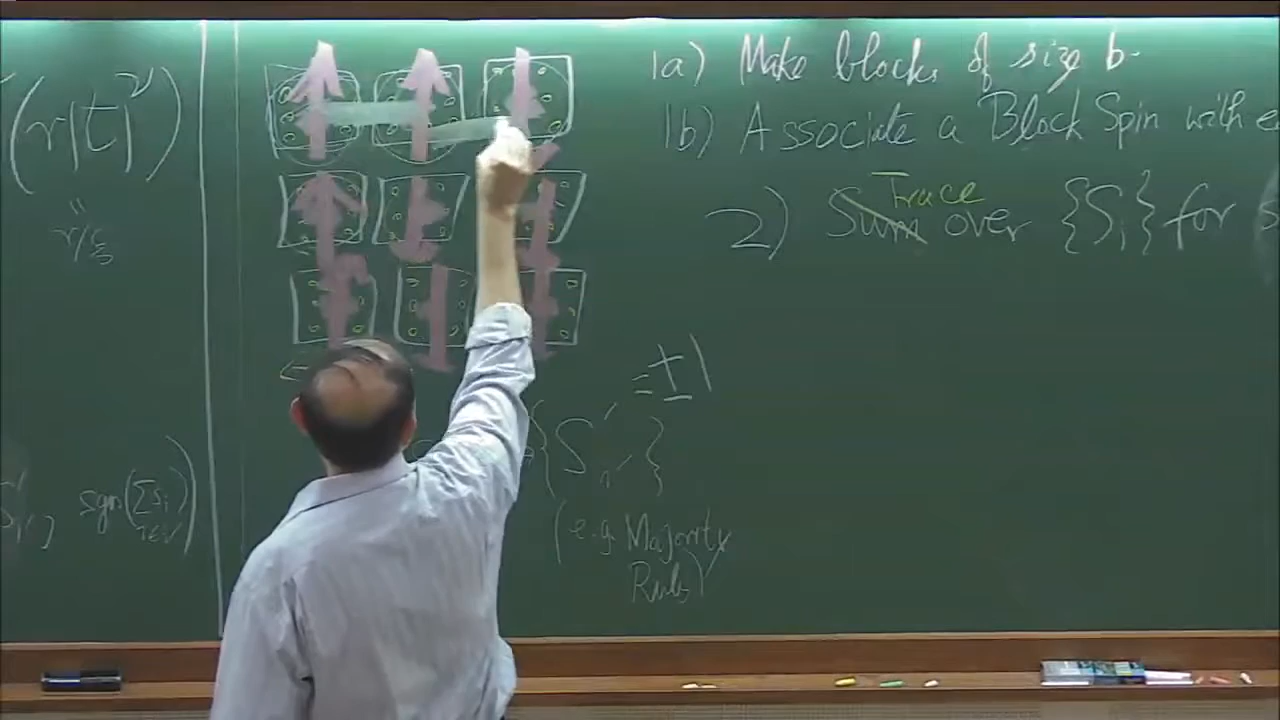 (r|t|^ν)
"
r/ξ
sgn(∑ s_i)
i∈i'
1a) Make blocks of size b.
1b) Associate a Block Spin with
2) Sum Trace over {S_i} for
= ±1
{S'_i'}
(e.g. Majority
Rule)